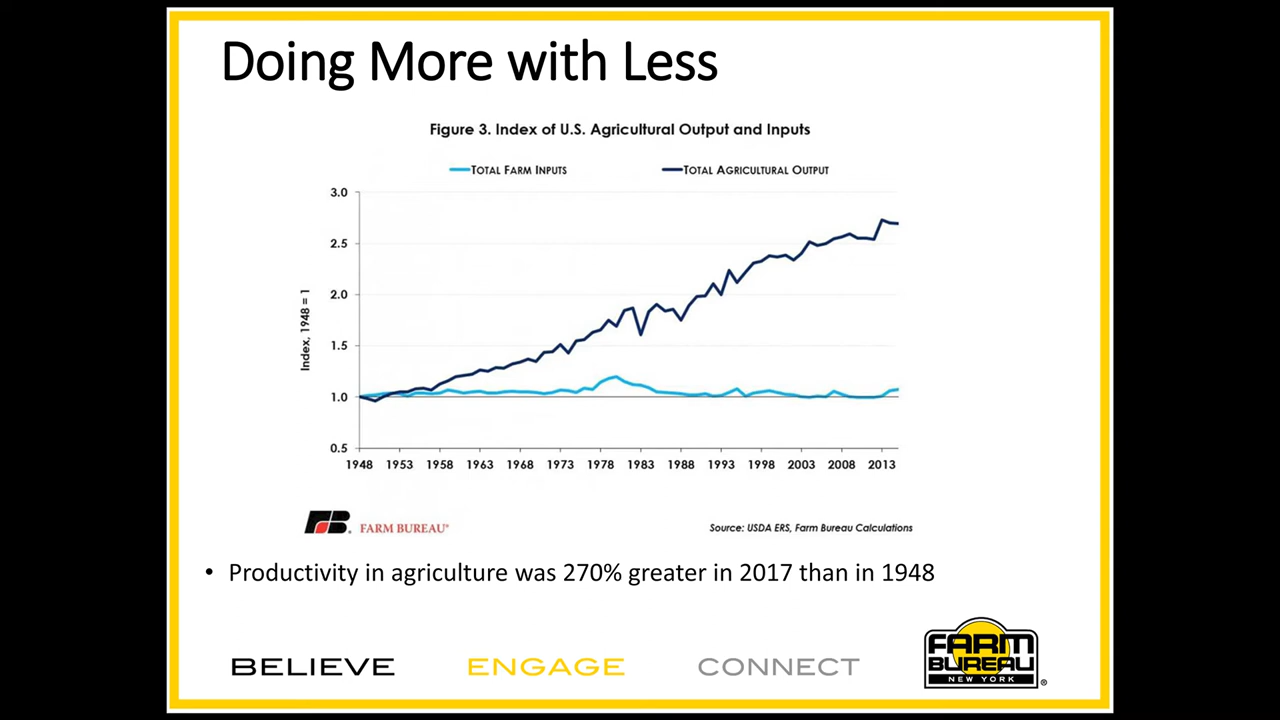 Doing More with Less
Figure 3. Index of U.S. Agricultural Output and Inputs
TOTAL FARM INPUTS TOTAL AGRICULTURAL OUTPUT
3.0
2.5
2.0
1.5
1.0
0.5
Index, 1948 = 1
1948 1953 1958 1963 1968 1973 1978 1983 1988 1993 1998 2003 2008 2013
FB® FARM BUREAU®
Source: USDA ERS, Farm Bureau Calculations
• Productivity in agriculture was 270% greater in 2017 than in 1948
BELIEVE ENGAGE CONNECT
FARM
BUREAU
NEW YORK ®